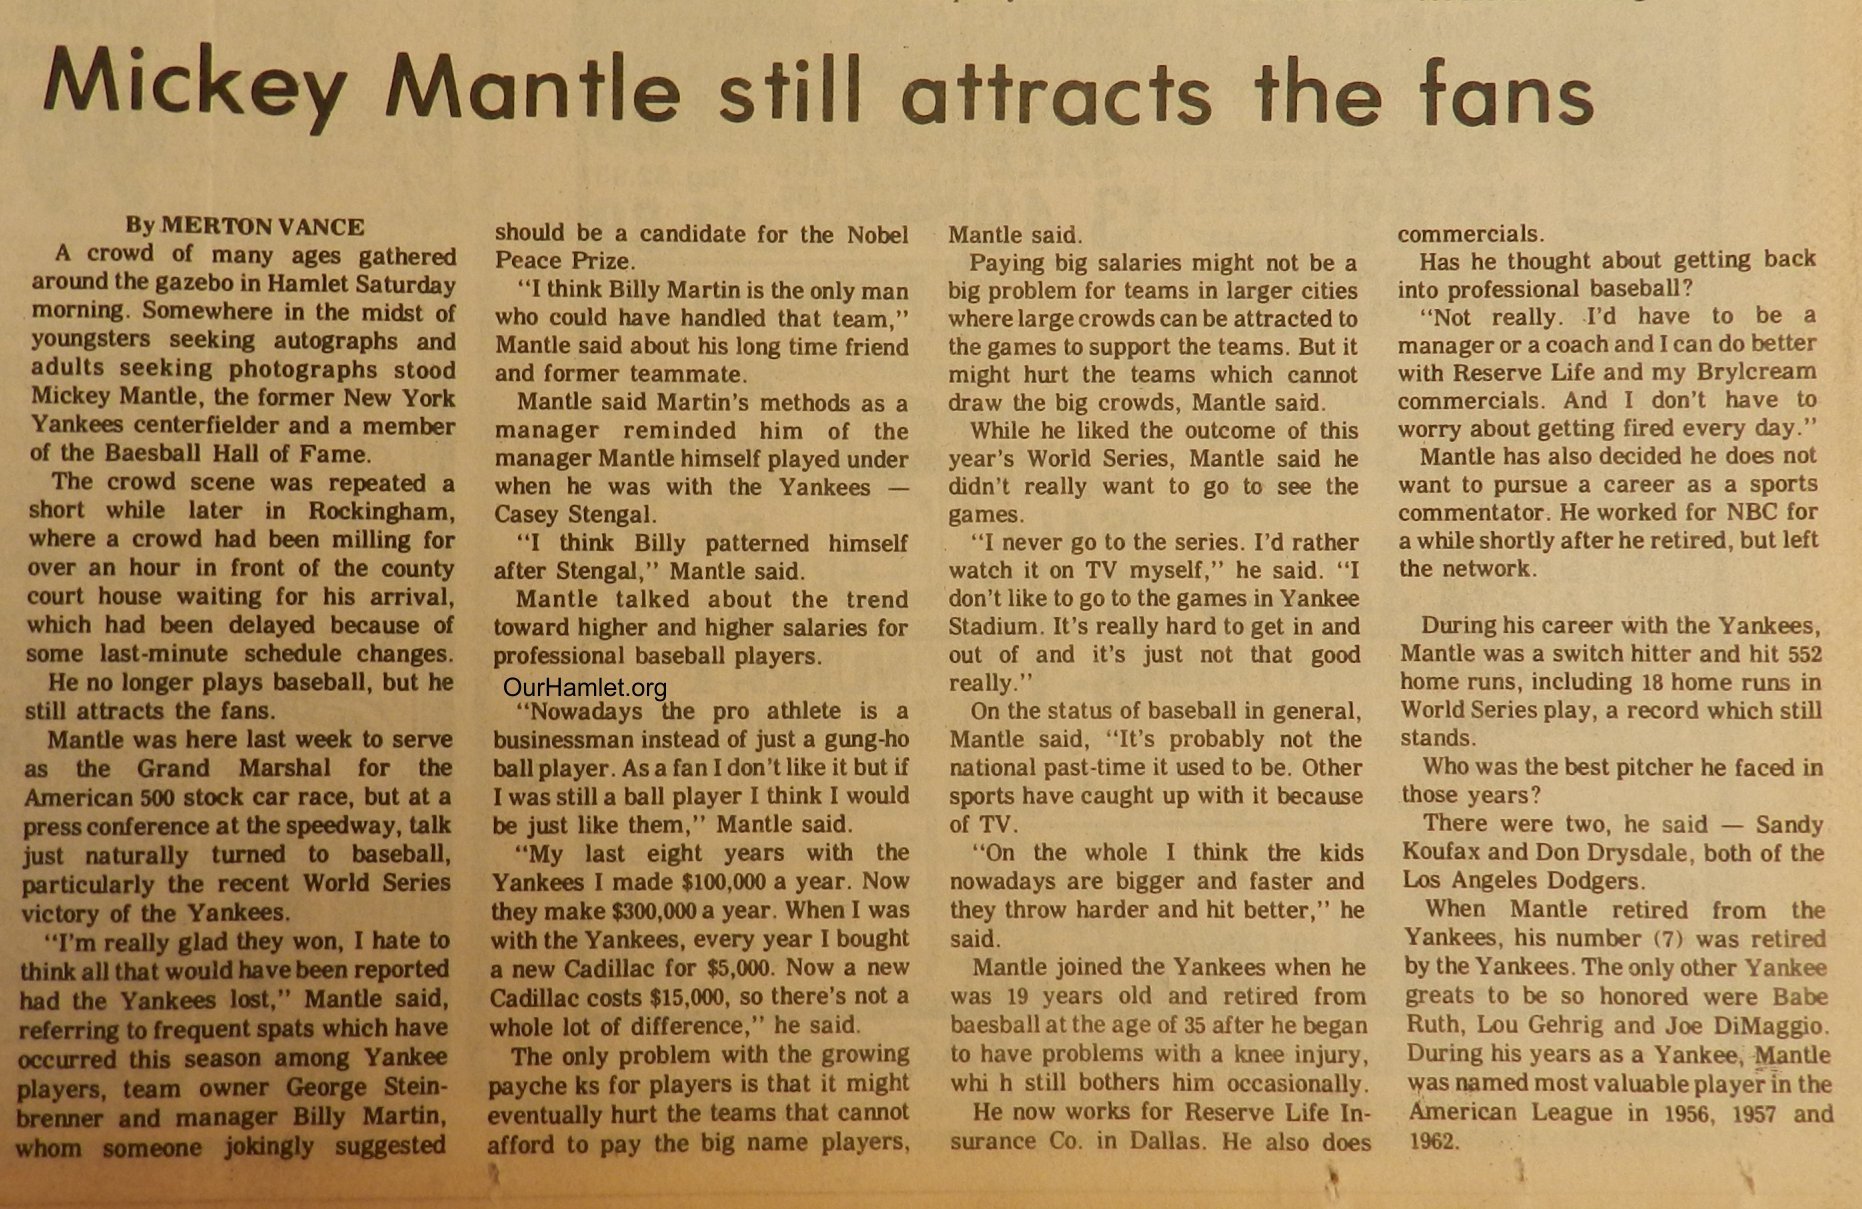 Mickey Mantle still attracts the fans
By MERTON VANCE
A crowd of many ages gathered
around the gazebo in Hamlet Saturday
morning. Somewhere in the midst of
youngsters seeking autographs and
adults seeking photographs stood
Mickey Mantle, the former New York
Yankees centerfielder and a member
of the Baesball Hall of Fame.
The crowd scene was repeated a
short while later in Rockingham,
where a crowd had been milling for
over an hour in front of the county
court house waiting for his arrival,
which had been delayed because of
some last-minute schedule changes.
He no longer plays baseball, but he
still attracts the fans.
Mantle was here last week to serve
as the Grand Marshal for the
American 500 stock car race, but at a
press conference at the speedway, talk
just naturally turned to baseball,
particularly the recent World Series
victory of the Yankees.
"I'm really glad they won, I hate to
think all that would have been reported
had the Yankees lost," Mantle said,
referring to frequent spats which have
occurred this season among Yankee
players, team owner George Stein-
brenner and manager Billy Martin,
whom someone jokingly suggested
should be a candidate for the Nobel
Peace Prize.
"I think Billy Martin is the only man
who could have handled that team,"
Mantle said about his long time friend
and former teammate.
Mantle said Martin's methods as a
manager reminded him of the
manager Mantle himself played under
when he was with the Yankees —
Casey Stengal.
"I think Billy patterned himself
after Stengal," Mantle said.
Mantle talked about the trend
toward higher and higher salaries for
professional baseball players.
OurHamlet.org
"Nowadays the pro athlete is a
businessman instead of just a gung-ho
ball player. As a fan I don't like it but if
I was still a ball player I think I would
be just like them," Mantle said.
"My last eight years with the
Yankees I made $100,000 a year. Now
they make $300,000 a year. When I was
with the Yankees, every year I bought
a new Cadillac for $5,000. Now a new
Cadillac costs $15,000, so there's not a
whole lot of difference," he said.
The only problem with the growing
payche ks for players is that it might
eventually hurt the teams that cannot
afford to pay the big name players,
Mantle said.
Paying big salaries might not be a
big problem for teams in larger cities
where large crowds can be attracted to
the games to support the teams. But it
might hurt the teams which cannot
draw the big crowds, Mantle said.
While he liked the outcome of this
year's World Series, Mantle said he
didn't really want to go to see the
games.
"I never go to the series. I'd rather
watch it on TV myself," he said. "I
don't like to go to the games in Yankee
Stadium. It's really hard to get in and
out of and it's just not that good
really."
On the status of baseball in general,
Mantle said, "It's probably not the
national past-time it used to be. Other
sports have caught up with it because
of TV.
"On the whole I think the kids
nowadays are bigger and faster and
they throw harder and hit better," he
said.
Mantle joined the Yankees when he
was 19 years old and retired from
baesball at the age of 35 after he began
to have problems with a knee injury,
whi h still bothers him occasionally.
He now works for Reserve Life In-
surance Co. in Dallas. He also does
commercials.
Has he thought about getting back
into professional baseball?
"Not really. I'd have to be a
manager or a coach and I can do better
with Reserve Life and my Brylcream
commercials. And I don't have to
worry about getting fired every day."
Mantle has also decided he does not
want to pursue a career as a sports
commentator. He worked for NBC for
a while shortly after he retired, but left
the network.
During his career with the Yankees,
Mantle was a switch hitter and hit 552
home runs, including 18 home runs in
World Series play, a record which still
stands.
Who was the best pitcher he faced in
those years?
There were two, he said — Sandy
Koufax and Don Drysdale, both of the
Los Angeles Dodgers.
When Mantle retired from the
Yankees, his number (7) was retired
by the Yankees. The only other Yankee
greats to be so honored were Babe
Ruth, Lou Gehrig and Joe DiMaggio.
During his years as a Yankee, Mantle
was named most valuable player in the
American League in 1956, 1957 and
1962.